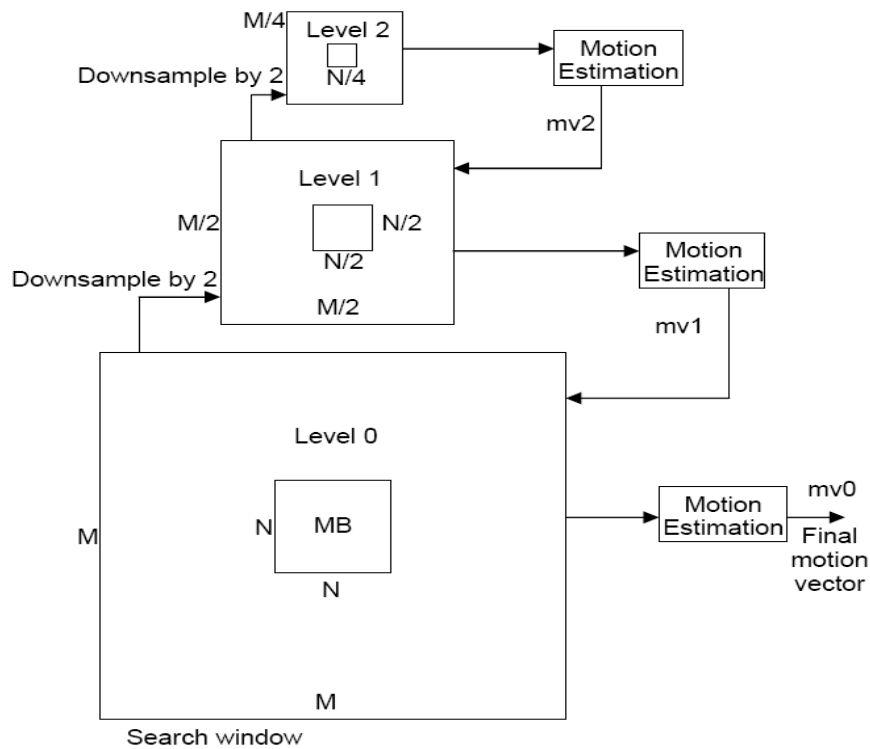 M/4
Level 2
N/4
Motion
Estimation
Downsample by 2
mv2
Level 1
M/2
N/2
N/2
Motion
Estimation
Downsample by 2
M/2
mv1
Level 0
mv0
M
N
MB
Motion
Estimation
Final
motion
vector
N
M
Search window